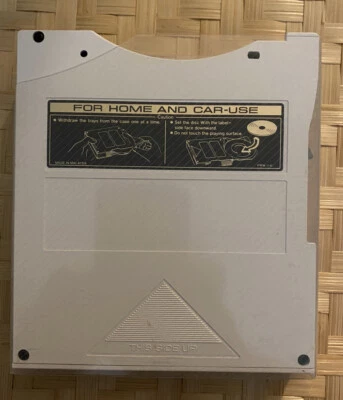 FOR HOME AND CAR-USE
Caution
● Withdraw the trays from the case one at a time.
● Set the disc with the label-
side face downward.
● Do not touch the playing surface.
THIS SIDE UP